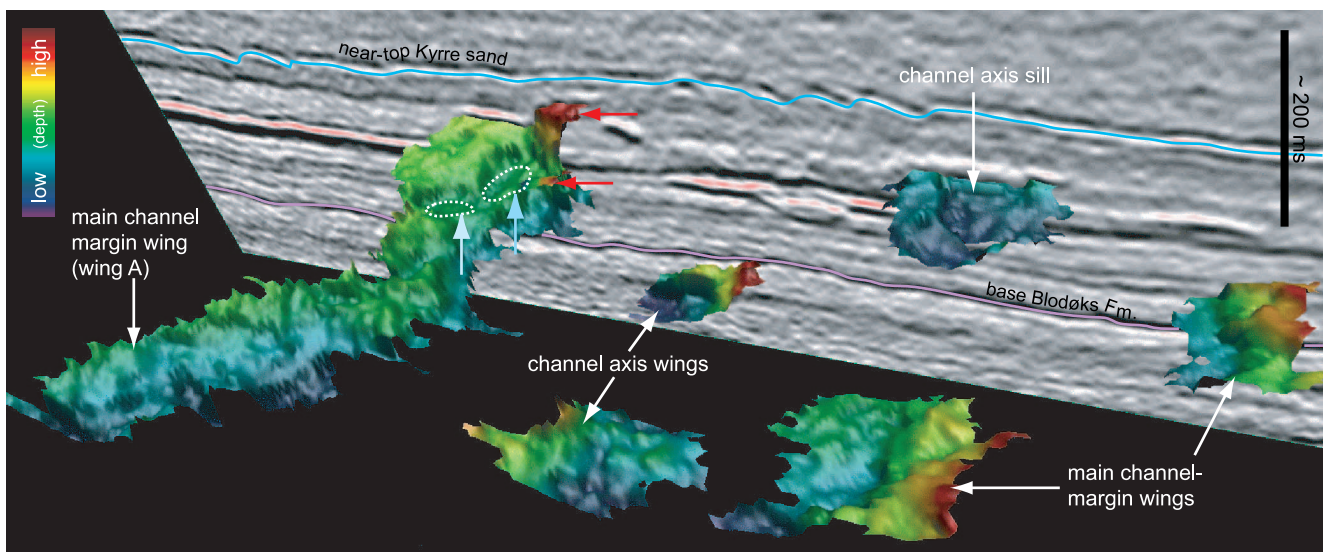 high
(depth)
low
near-top Kyrre sand
channel axis sill
~ 200 ms
main channel
margin wing
(wing A)
base Blodøks Fm.
channel axis wings
main channel-
margin wings